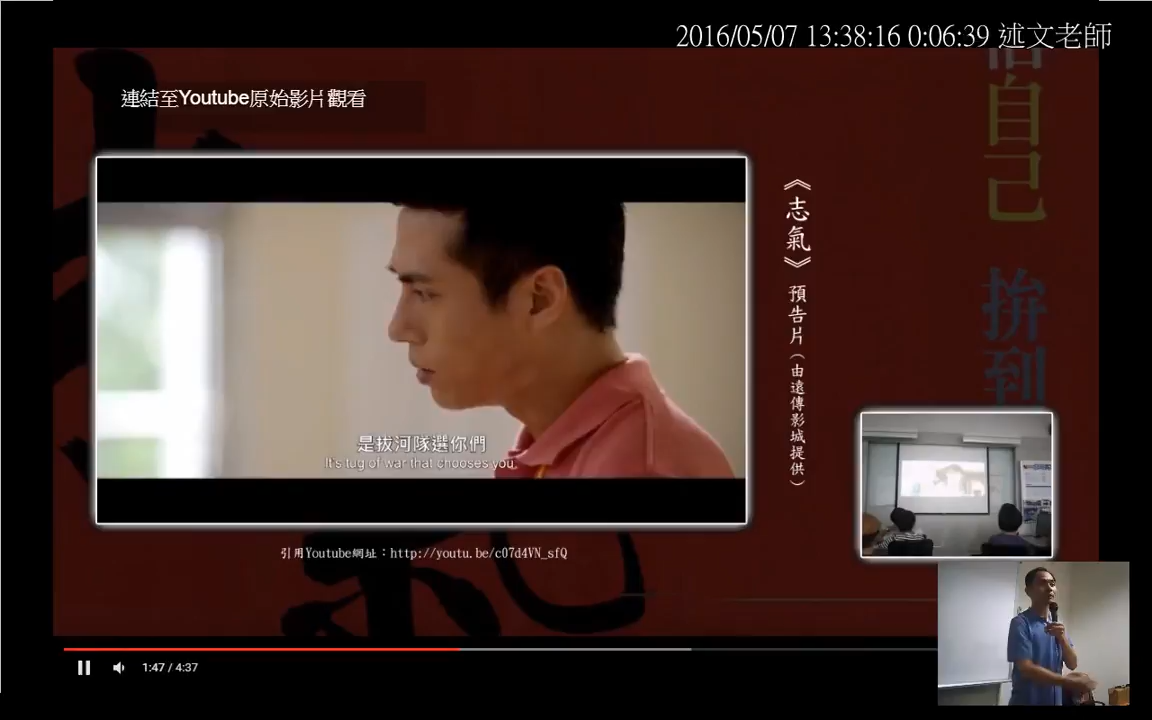 2016/05/07 13:38:16 0:06:39 述文老師
連結至Youtube原始影片觀看
自己 拚到
《志氣》預告片(由遠傳影城提供)
是拔河隊選你們
It's tug of war that chooses you.
引用Youtube網址：http://youtu.be/c07d4VN_sfQ
1:47 / 4:37